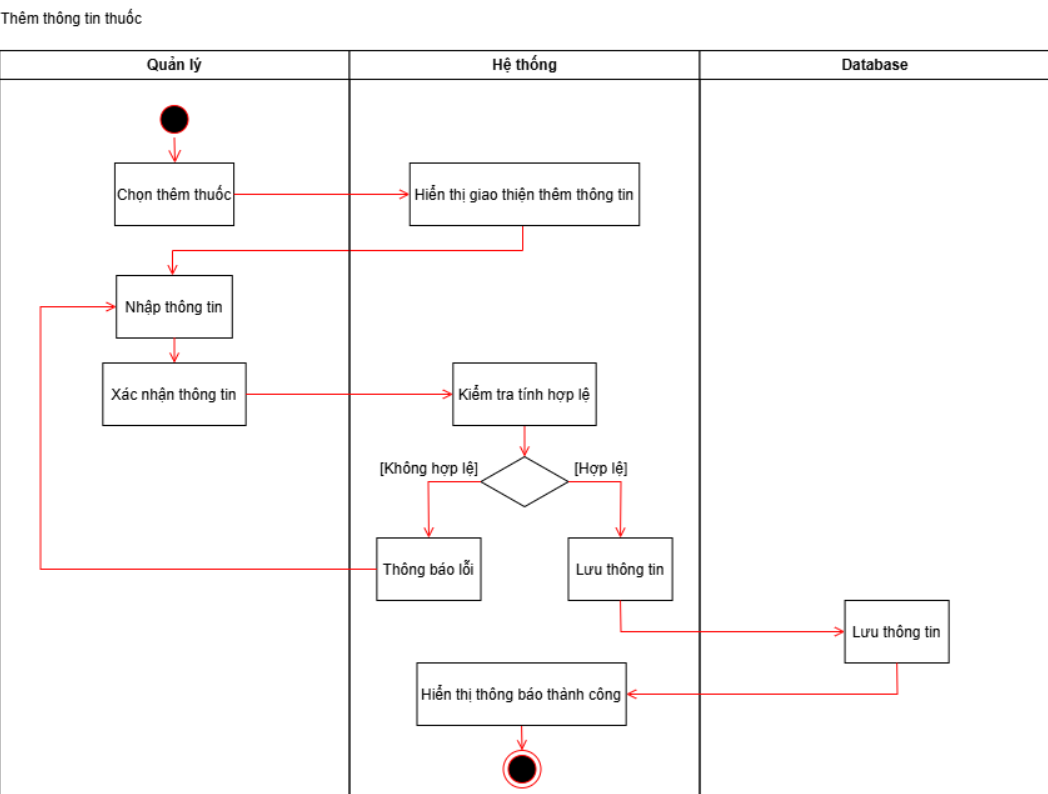 Thêm thông tin thuốc
Quản lý
Hệ thống
Database
Chọn thêm thuốc
Hiển thị giao thiện thêm thông tin
Nhập thông tin
Xác nhận thông tin
Kiểm tra tính hợp lệ
[Không hợp lệ]
[Hợp lệ]
Thông báo lỗi
Lưu thông tin
Lưu thông tin
Hiển thị thông báo thành công